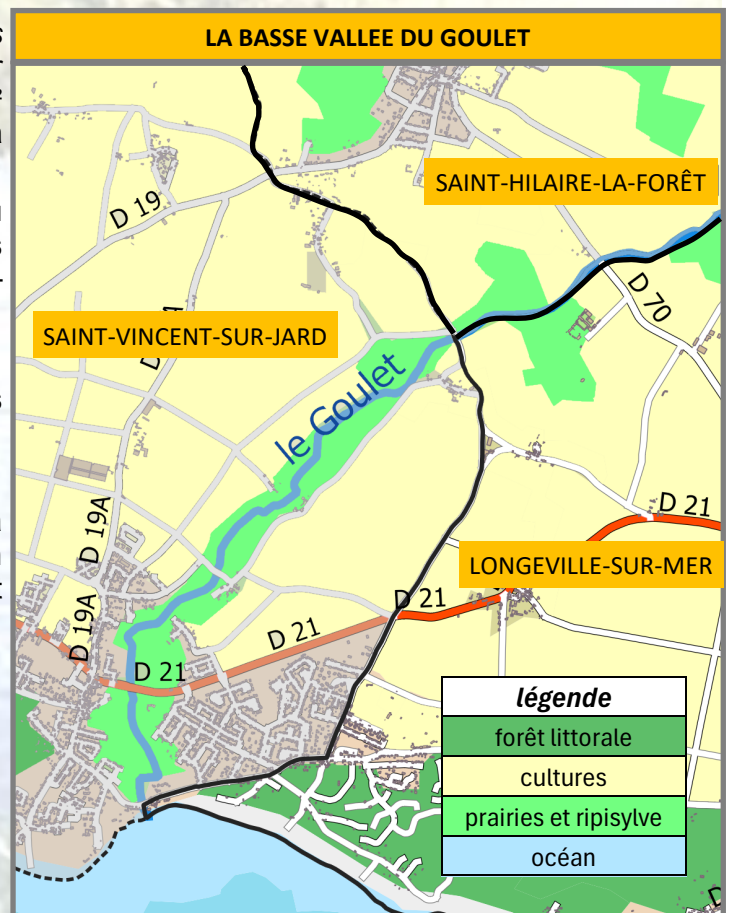 LA BASSE VALLEE DU GOULET
SAINT-HILAIRE-LA-FORÊT
D 19
D 70
SAINT-VINCENT-SUR-JARD
le Goulet
D 19A
D 21
LONGEVILLE-SUR-MER
D 21
D 21
D 19A
D 21
légende
forêt littorale
cultures
prairies et ripisylve
océan